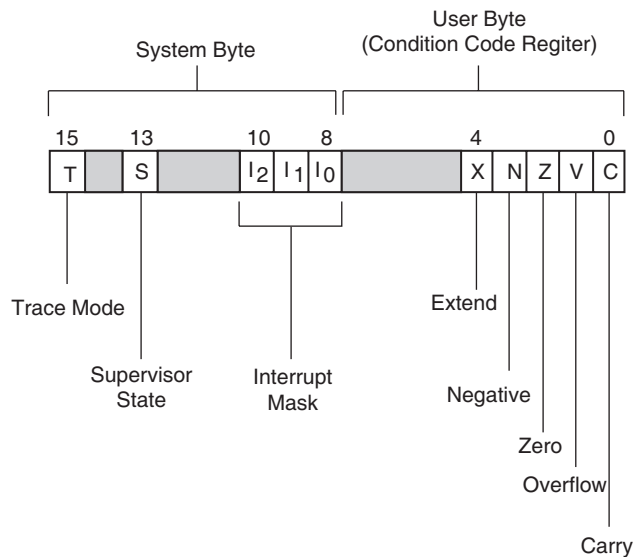 User Byte
(Condition Code Regiter)
System Byte
15 13 10 8 4 0
T S I2 I1 I0 X N Z V C
Trace Mode
Extend
Supervisor
State
Interrupt
Mask
Negative
Zero
Overflow
Carry